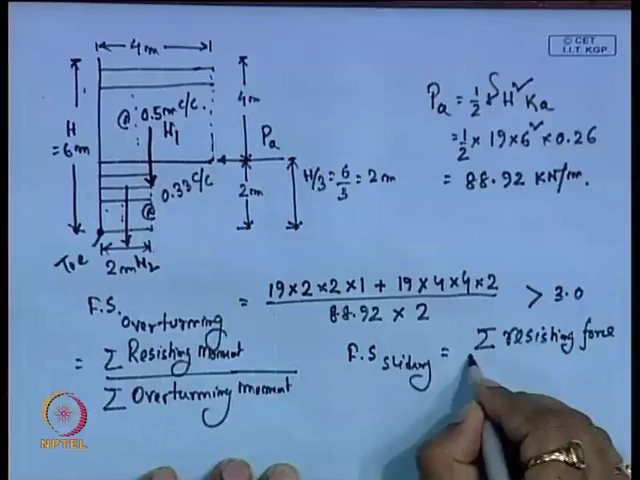 © CET
I.I.T. KGP
4m
H
=6m
@ 0.5m c/c.
H1
4m
Pa
0.33 c/c
@
2m
H/3 = 6/3 = 2m
Toe
2m
H2
Pa = 1/2 γ H² Ka
= 1/2 × 19 × 6² × 0.26
= 88.92 KN/m.
F.S. overturning = 19×2×2×1 + 19×4×4×2 / 88.92 × 2 > 3.0
= Σ Resisting moment
Σ Overturning moment
F.S sliding = Σ resisting force
NPTEL